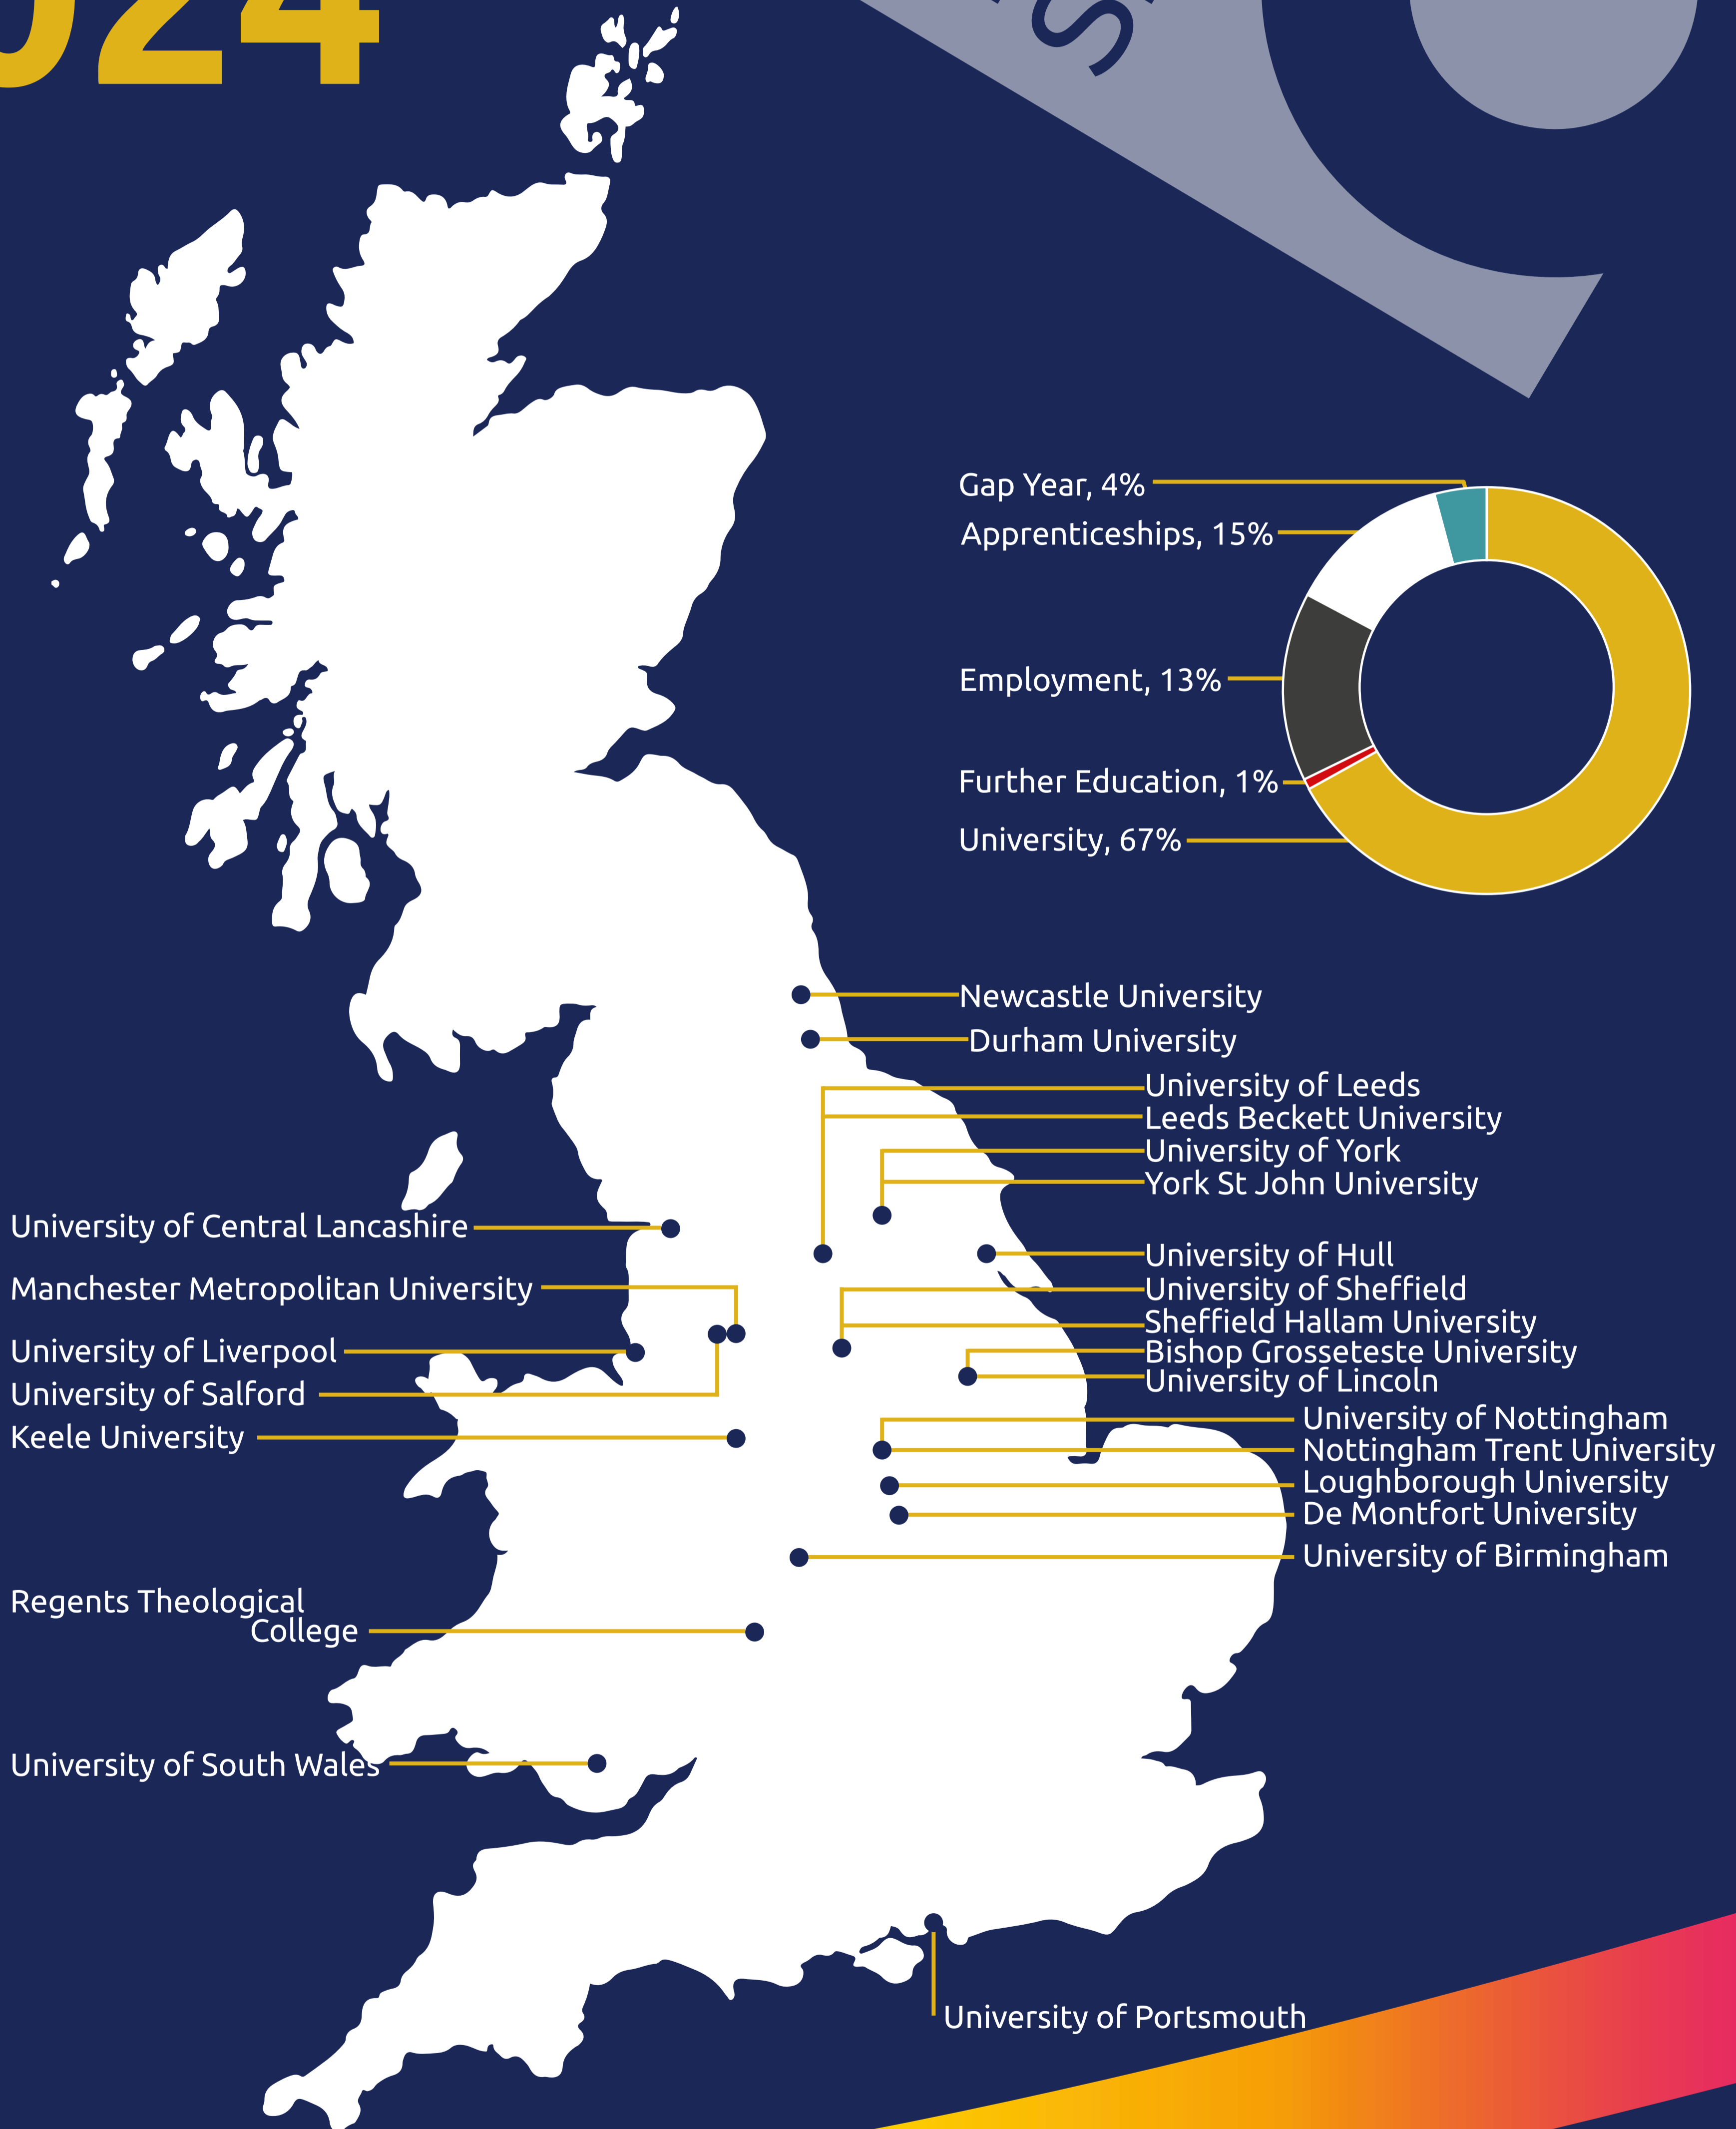 024
S
Gap Year, 4%
Apprenticeships, 15%
Employment, 13%
Further Education, 1%
University, 67%
Newcastle University
Durham University
University of Leeds
Leeds Beckett University
University of York
York St John University
University of Central Lancashire
University of Hull
Manchester Metropolitan University
University of Sheffield
Sheffield Hallam University
University of Liverpool
Bishop Grosseteste University
University of Lincoln
University of Salford
University of Nottingham
Keele University
Nottingham Trent University
Loughborough University
De Montfort University
University of Birmingham
Regents Theological
College
University of South Wales
University of Portsmouth